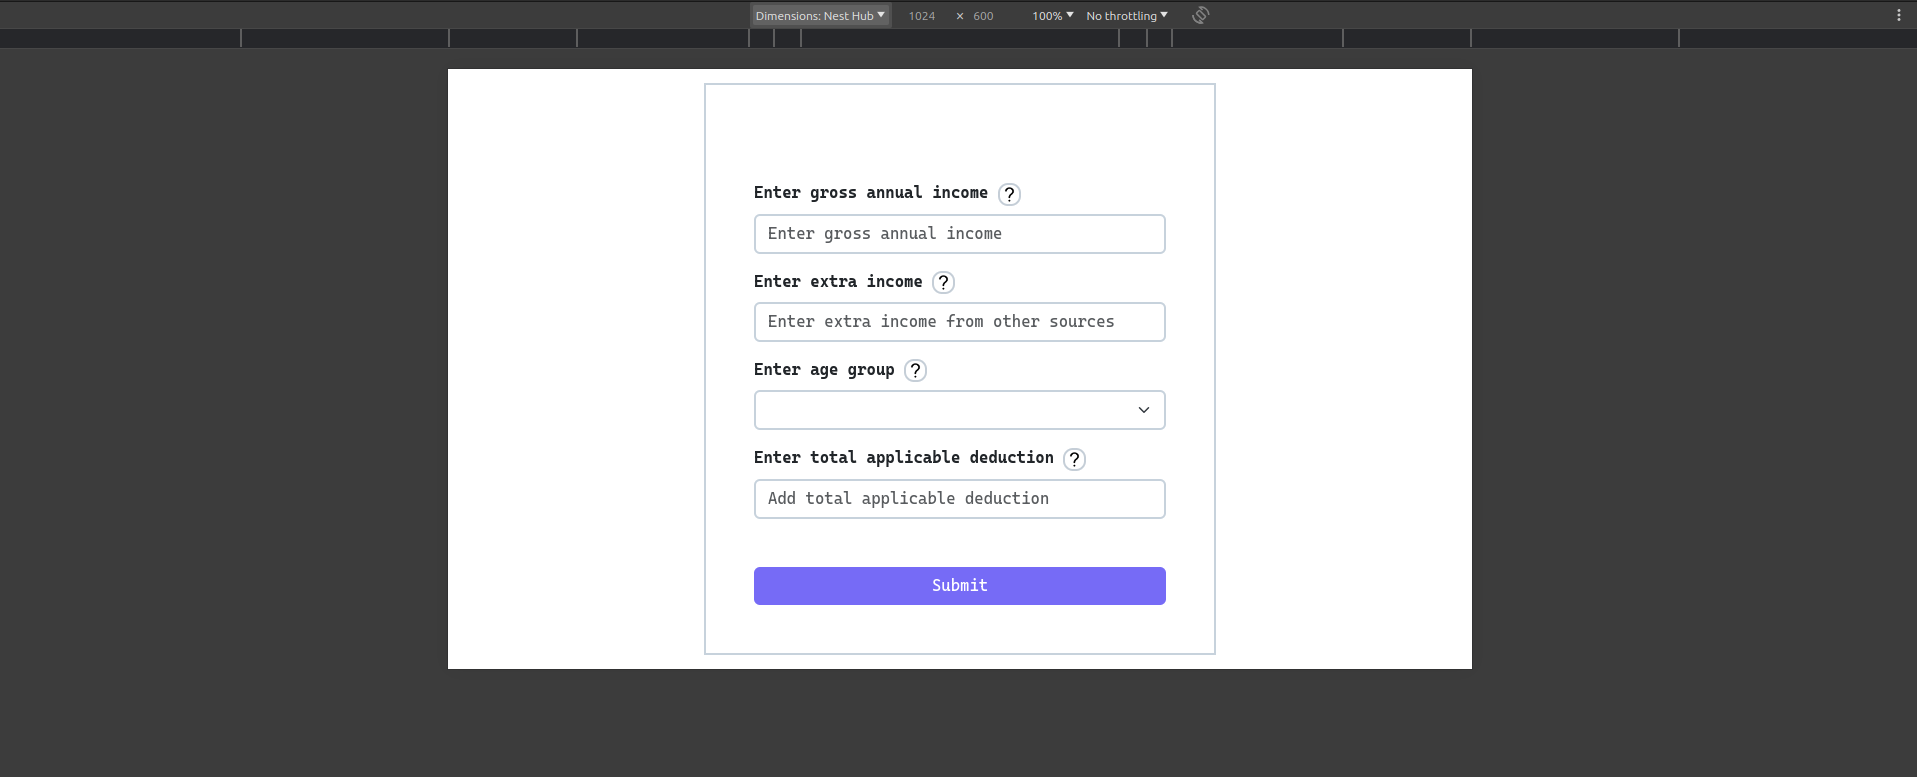 Dimensions: Nest Hub 1024 × 600 100% No throttling
Enter gross annual income ?
Enter gross annual income
Enter extra income ?
Enter extra income from other sources
Enter age group ?
Enter total applicable deduction ?
Add total applicable deduction
Submit